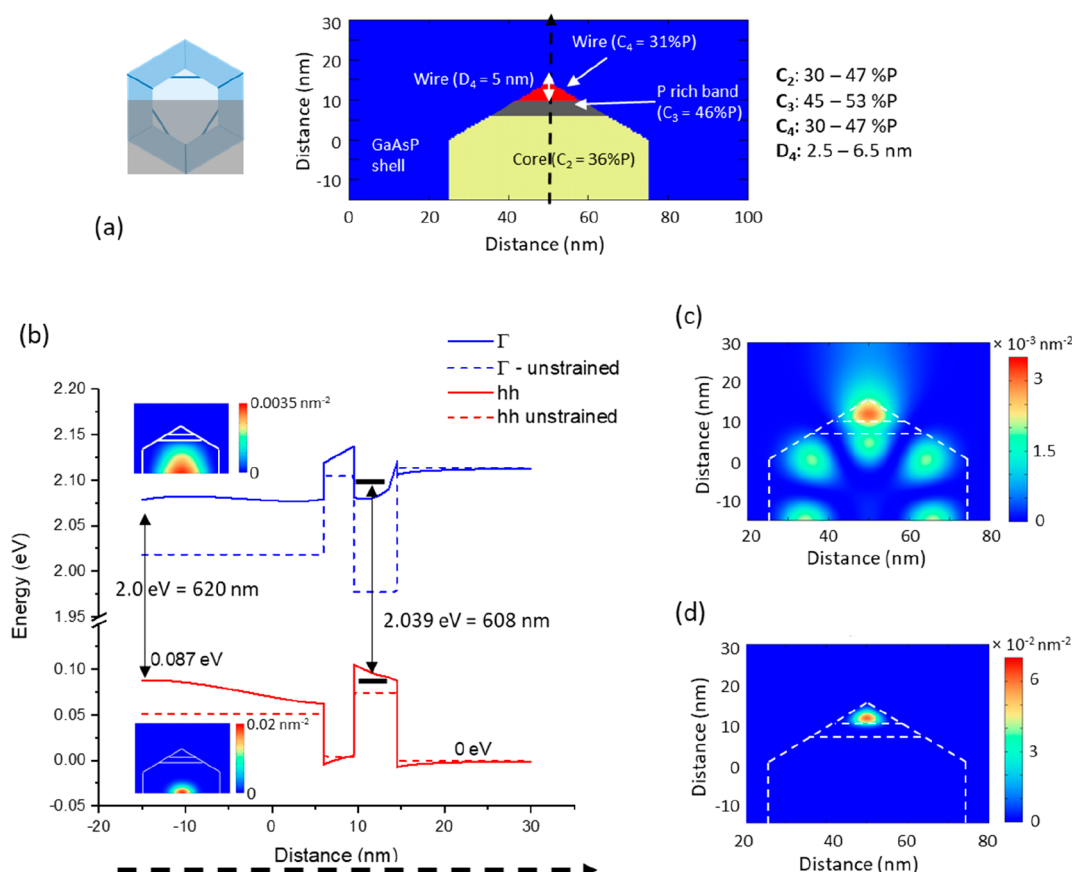 30
20
10
0
-10
Distance (nm)
Wire (C4 = 31%P)
Wire (D4 = 5 nm)
P rich band
(C3 = 46%P)
GaAsP
shell
Core (C2 = 36%P)
0 20 40 60 80 100
Distance (nm)
C2: 30 – 47 %P
C3: 45 – 53 %P
C4: 30 – 47 %P
D4: 2.5 – 6.5 nm
(a)
(b)
Γ
Γ - unstrained
hh
hh unstrained
2.20
2.15
2.10
2.05
2.00
1.95
0.10
0.05
0.00
-0.05
Energy (eV)
0.0035 nm-2
0
2.0 eV = 620 nm
2.039 eV = 608 nm
0.087 eV
0.02 nm-2
0
0 eV
-20 -10 0 10 20 30 40
Distance (nm)
(c)
× 10-3 nm-2
30
20
10
0
-10
Distance (nm)
3
1.5
0
20 40 60 80
Distance (nm)
(d)
× 10-2 nm-2
30
20
10
0
-10
Distance (nm)
6
3
0
20 40 60 80
Distance (nm)